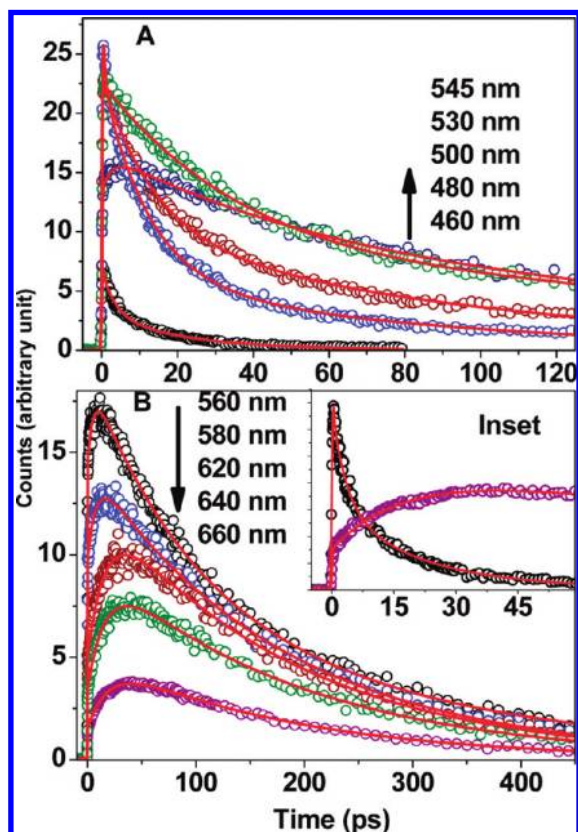 A
25
20
15
10
5
0
545 nm
530 nm
500 nm
480 nm
460 nm
0 20 40 60 80 100 120
Counts (arbitrary unit)
B
15
10
5
0
560 nm
580 nm
620 nm
640 nm
660 nm
Inset
0 15 30 45
0 100 200 300 400
Time (ps)